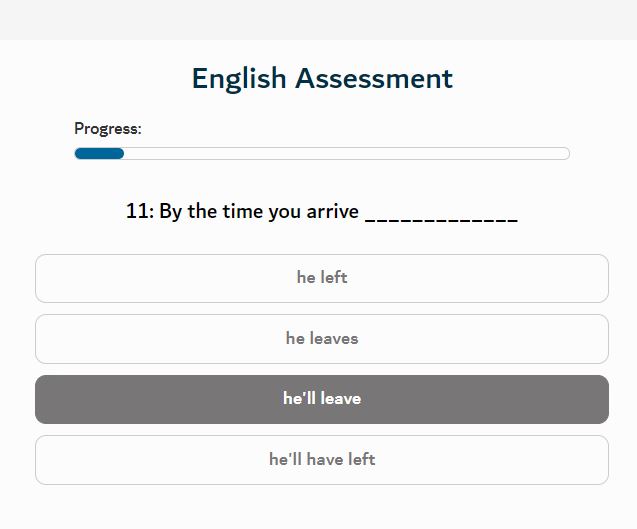 English Assessment
Progress:
11: By the time you arrive _____________
he left
he leaves
he'll leave
he'll have left